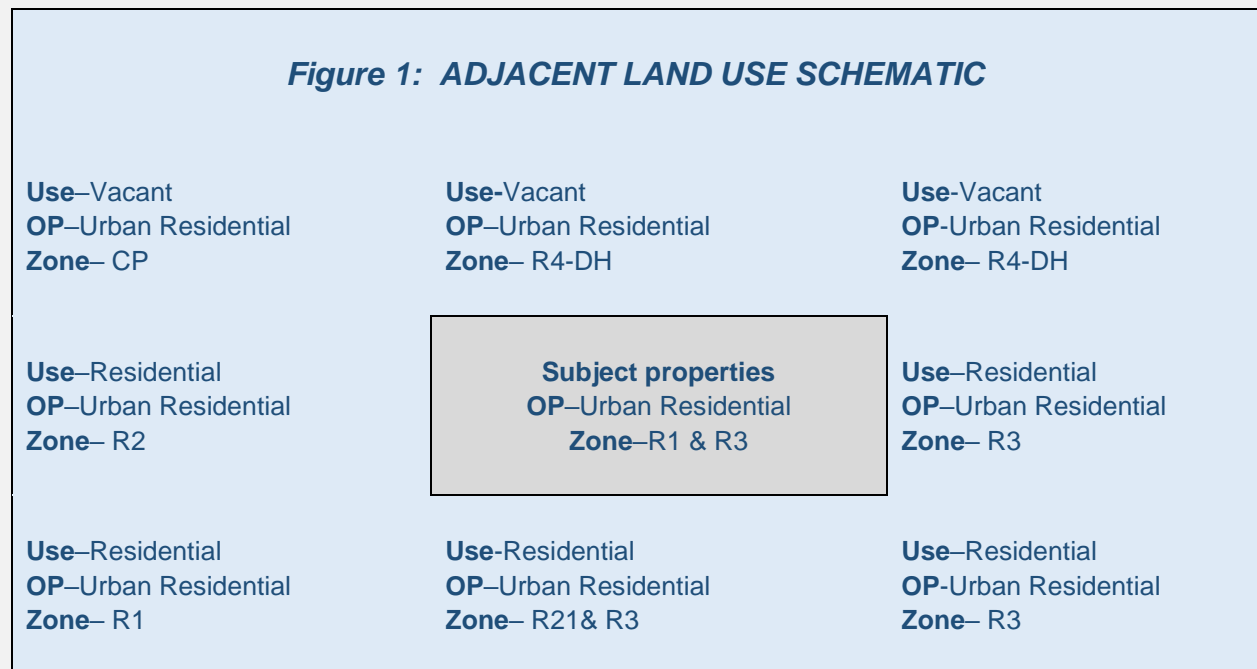 Figure 1: ADJACENT LAND USE SCHEMATIC
Use–Vacant
OP–Urban Residential
Zone– CP
Use-Vacant
OP–Urban Residential
Zone– R4-DH
Use-Vacant
OP-Urban Residential
Zone– R4-DH
Use–Residential
OP–Urban Residential
Zone– R2
Subject properties
OP–Urban Residential
Zone–R1 & R3
Use–Residential
OP–Urban Residential
Zone– R3
Use–Residential
OP–Urban Residential
Zone– R1
Use-Residential
OP–Urban Residential
Zone– R21& R3
Use–Residential
OP-Urban Residential
Zone– R3